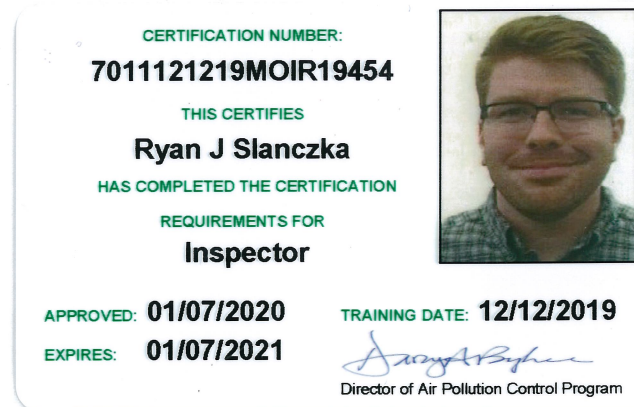 CERTIFICATION NUMBER:
7011121219MOIR19454
THIS CERTIFIES
Ryan J Slanczka
HAS COMPLETED THE CERTIFICATION
REQUIREMENTS FOR
Inspector
APPROVED: 01/07/2020
TRAINING DATE: 12/12/2019
EXPIRES: 01/07/2021
Director of Air Pollution Control Program